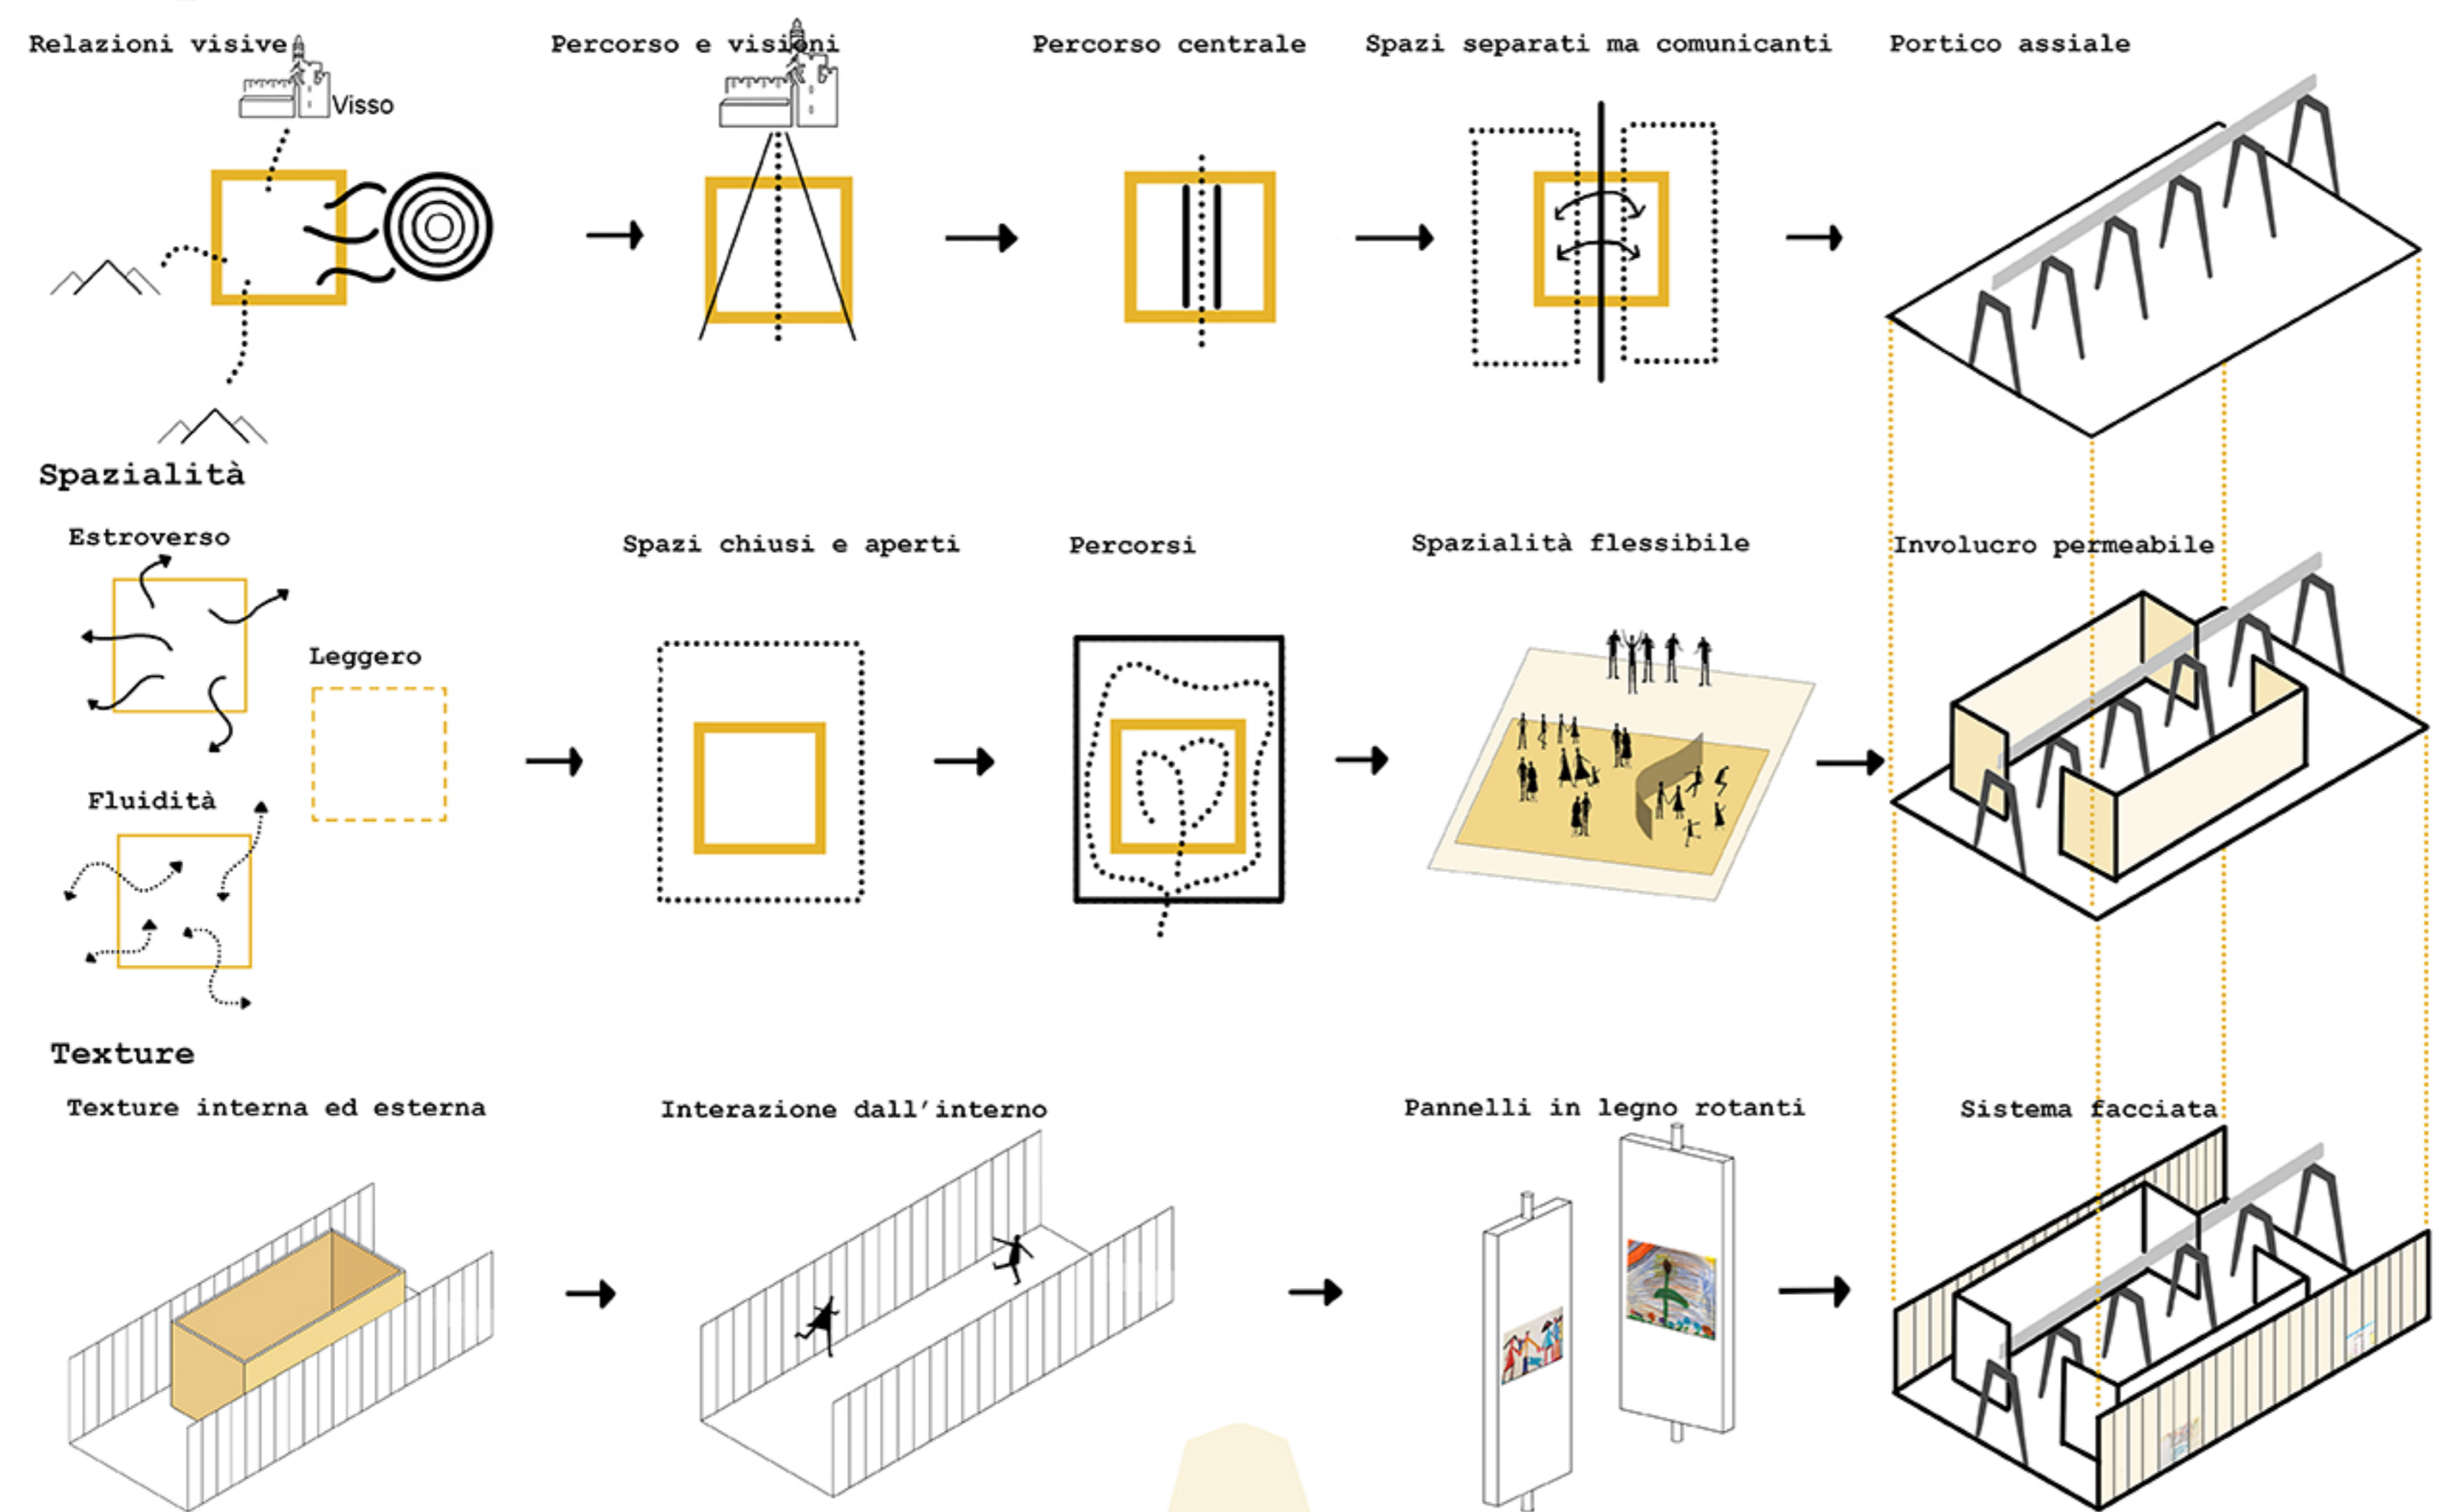 Relazioni visive
Percorso e visioni
Percorso centrale
Spazi separati ma comunicanti
Portico assiale
Visso
Spazialità
Estroverso
Spazi chiusi e aperti
Percorsi
Spazialità flessibile
Involucro permeabile
Leggero
Fluidità
Texture
Texture interna ed esterna
Interazione dall'interno
Pannelli in legno rotanti
Sistema facciata